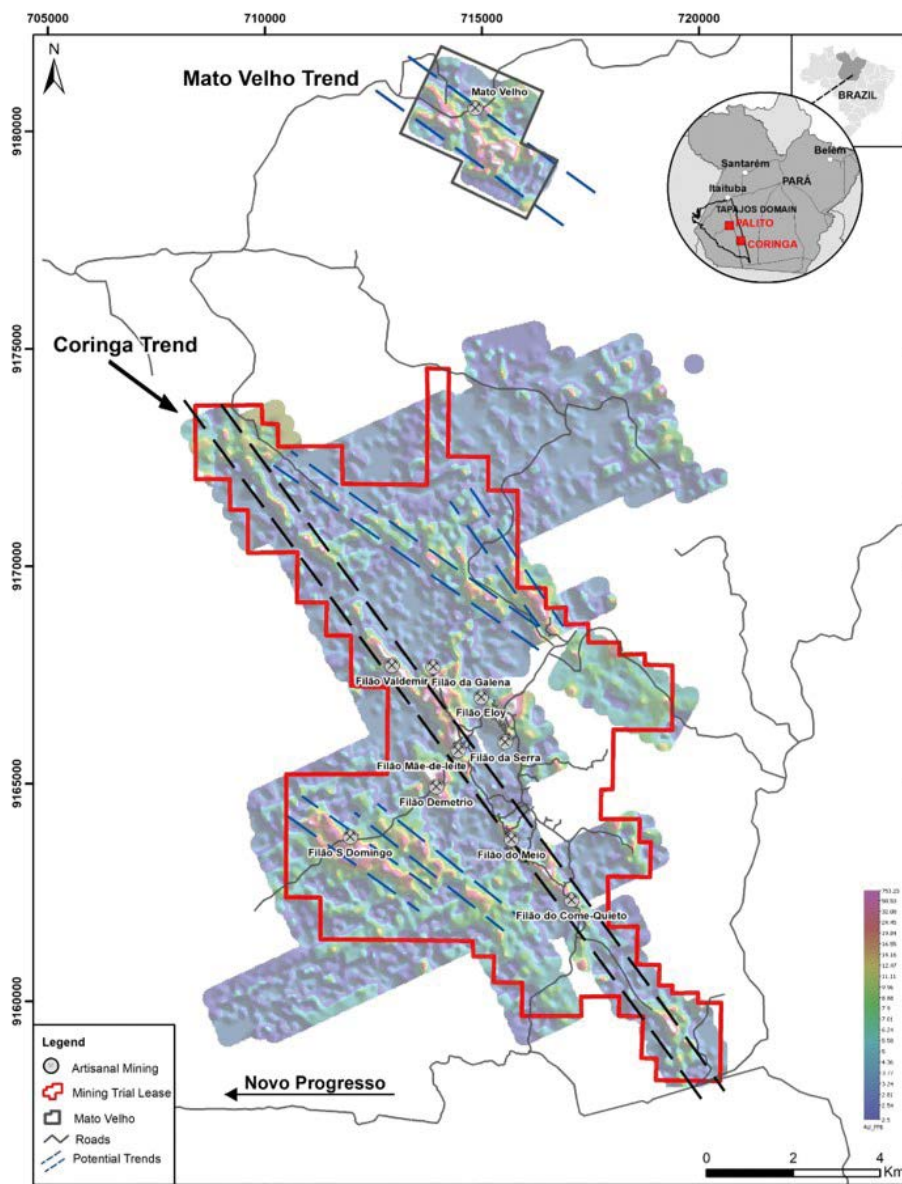 705000
710000
715000
720000
N
Mato Velho Trend
Mato Velho
BRAZIL
Santarém
Belém
Itaituba
PARÁ
TAPAJOS DOMAIN
PALITO
CORINGA
9180000
9175000
9170000
9165000
9160000
Coringa Trend
Filão Valdemir
Filão da Galena
Filão Eloy
Filão da Serra
Filão Mãe-de-leite
Filão Demetrio
Filão S Domingo
Filão do Meio
Filão do Come-Quieto
Novo Progresso
Legend
Artisanal Mining
Mining Trial Lease
Mato Velho
Roads
Potential Trends
0 2 4
Km